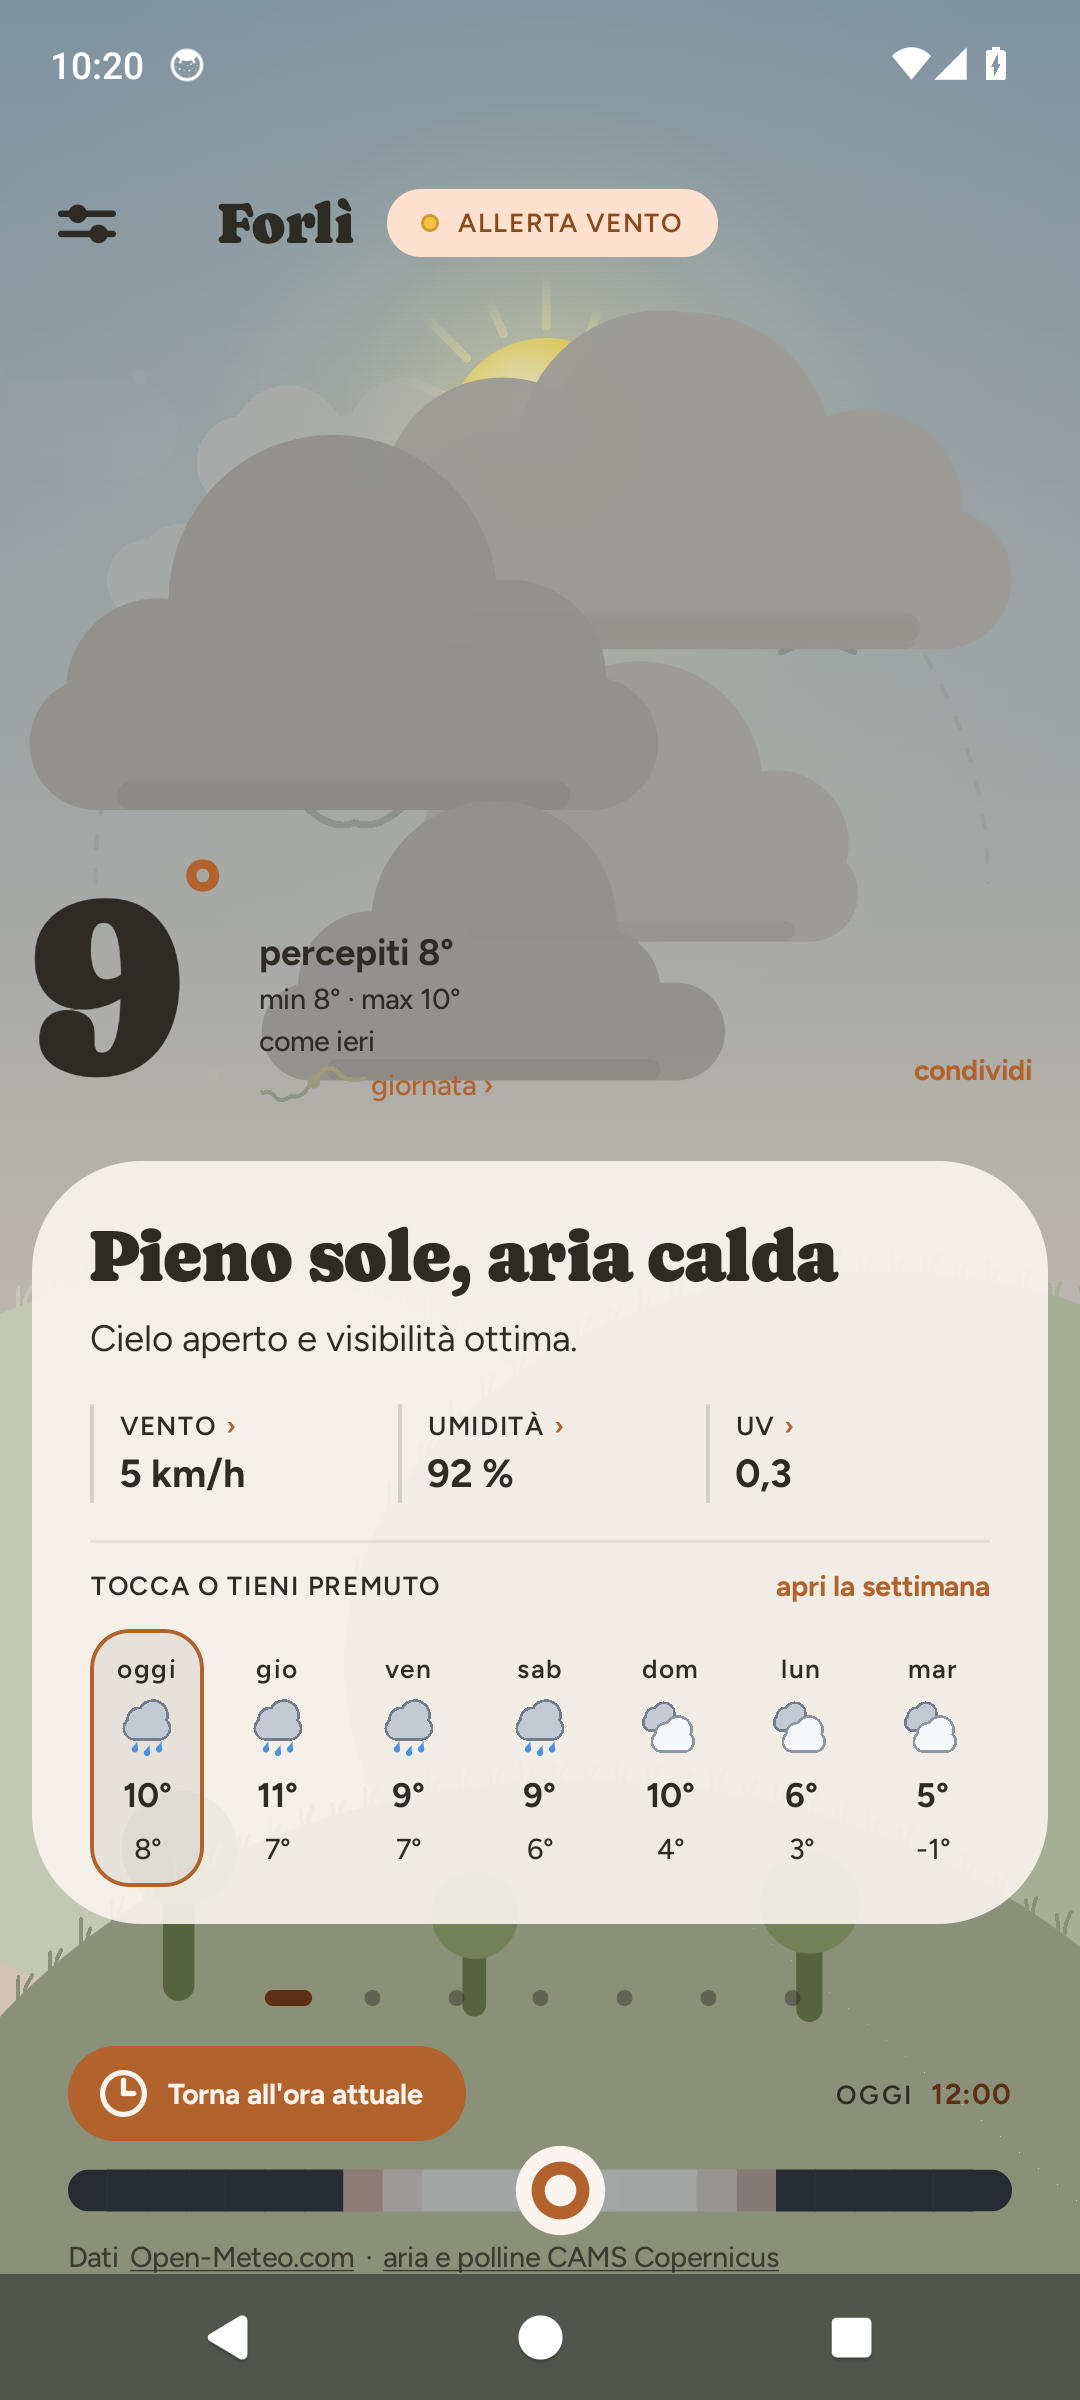 10:20
Forlì
ALLERTA VENTO
9°
percepiti 8°
min 8° · max 10°
come ieri
giornata ›
condividi
Pieno sole, aria calda
Cielo aperto e visibilità ottima.
VENTO › UMIDITÀ › UV ›
5 km/h 92 % 0,3
TOCCA O TIENI PREMUTO
apri la settimana
oggi gio ven sab dom lun mar
10° 11° 9° 9° 10° 6° 5°
8° 7° 7° 6° 4° 3° -1°
Torna all'ora attuale
OGGI 12:00
Dati Open-Meteo.com · aria e polline CAMS Copernicus